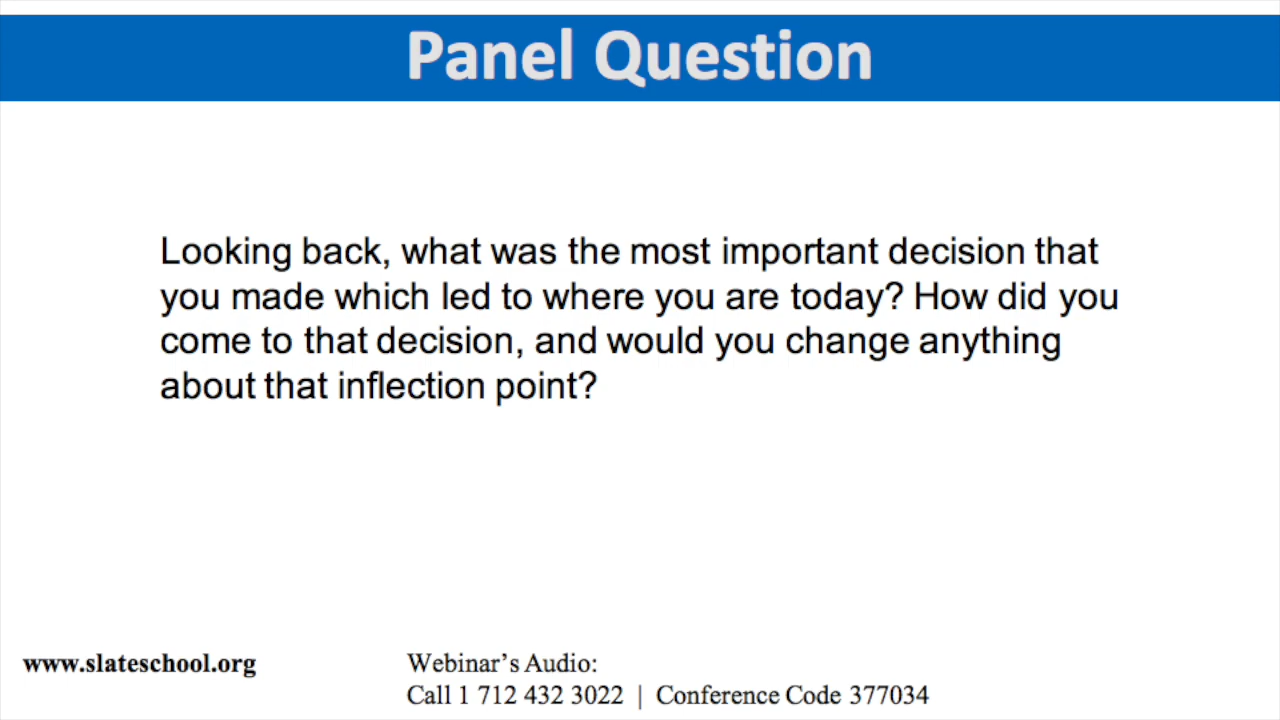 Panel Question
Looking back, what was the most important decision that
you made which led to where you are today? How did you
come to that decision, and would you change anything
about that inflection point?
www.slateschool.org
Webinar’s Audio:
Call 1 712 432 3022 | Conference Code 377034